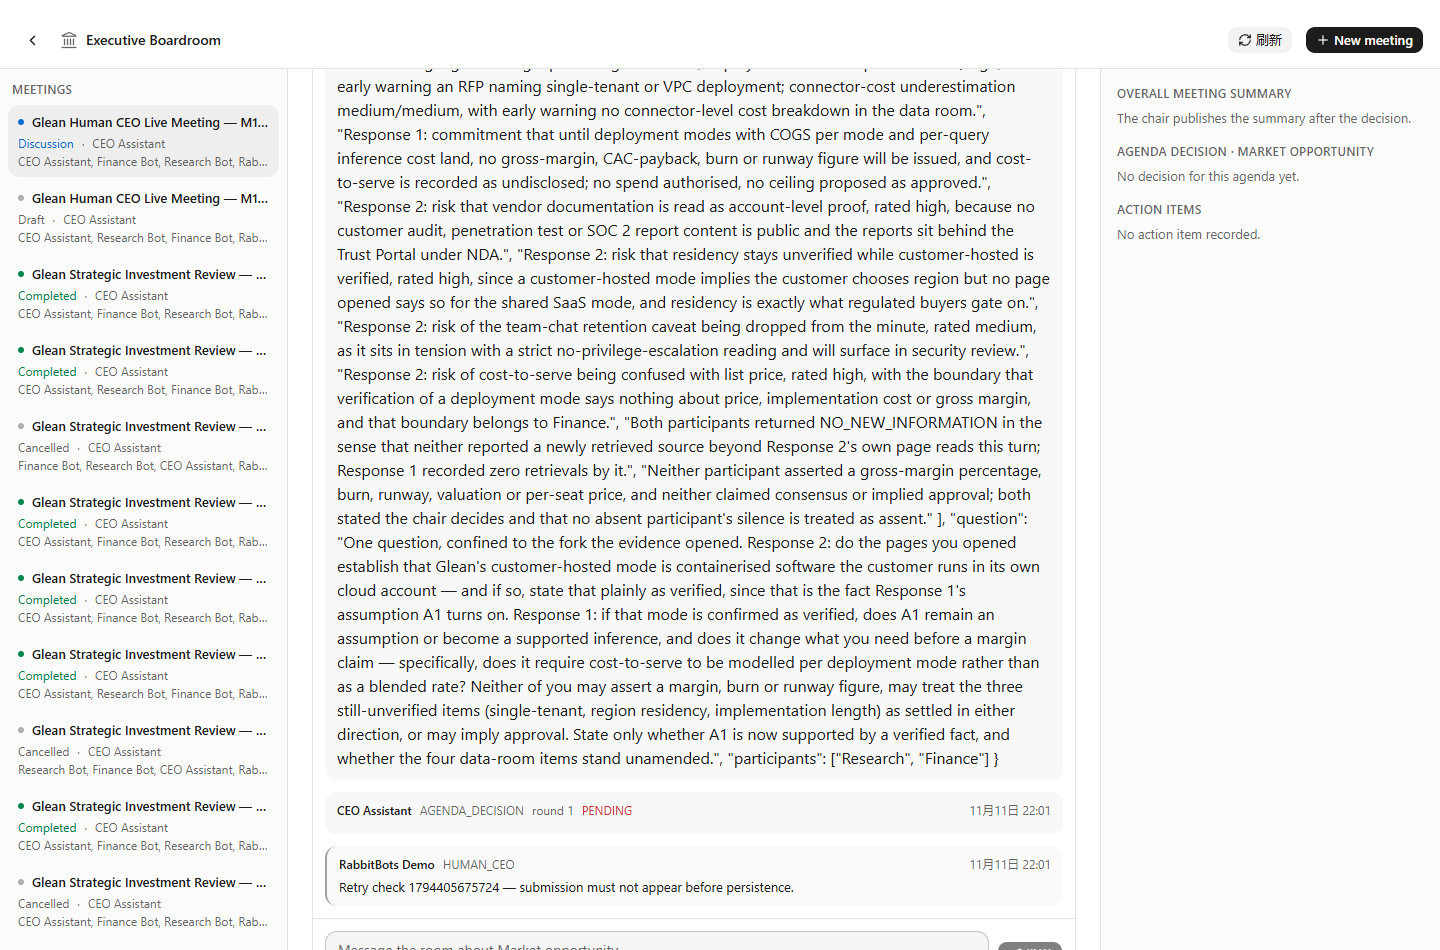 Executive Boardroom
刷新
New meeting
MEETINGS
Glean Human CEO Live Meeting — M1...
Discussion · CEO Assistant
CEO Assistant, Finance Bot, Research Bot, Rab...
Glean Human CEO Live Meeting — M1...
Draft · CEO Assistant
CEO Assistant, Research Bot, Finance Bot, Rab...
Glean Strategic Investment Review — ...
Completed · CEO Assistant
CEO Assistant, Finance Bot, Research Bot, Rab...
Glean Strategic Investment Review — ...
Completed · CEO Assistant
CEO Assistant, Research Bot, Finance Bot, Rab...
Glean Strategic Investment Review — ...
Cancelled · CEO Assistant
Finance Bot, Research Bot, CEO Assistant, Rab...
Glean Strategic Investment Review — ...
Completed · CEO Assistant
CEO Assistant, Finance Bot, Research Bot, Rab...
Glean Strategic Investment Review — ...
Completed · CEO Assistant
CEO Assistant, Finance Bot, Research Bot, Rab...
Glean Strategic Investment Review — ...
Completed · CEO Assistant
CEO Assistant, Research Bot, Finance Bot, Rab...
Glean Strategic Investment Review — ...
Cancelled · CEO Assistant
Research Bot, Finance Bot, CEO Assistant, Rab...
Glean Strategic Investment Review — ...
Completed · CEO Assistant
CEO Assistant, Finance Bot, Research Bot, Rab...
Glean Strategic Investment Review — ...
Cancelled · CEO Assistant
CEO Assistant, Finance Bot, Research Bot, Rab...
early warning an RFP naming single-tenant or VPC deployment; connector-cost underestimation
medium/medium, with early warning no connector-level cost breakdown in the data room.",
"Response 1: commitment that until deployment modes with COGS per mode and per-query
inference cost land, no gross-margin, CAC-payback, burn or runway figure will be issued, and cost-
to-serve is recorded as undisclosed; no spend authorised, no ceiling proposed as approved.",
"Response 2: risk that vendor documentation is read as account-level proof, rated high, because no
customer audit, penetration test or SOC 2 report content is public and the reports sit behind the
Trust Portal under NDA.", "Response 2: risk that residency stays unverified while customer-hosted is
verified, rated high, since a customer-hosted mode implies the customer chooses region but no page
opened says so for the shared SaaS mode, and residency is exactly what regulated buyers gate on.",
"Response 2: risk of the team-chat retention caveat being dropped from the minute, rated medium,
as it sits in tension with a strict no-privilege-escalation reading and will surface in security review.",
"Response 2: risk of cost-to-serve being confused with list price, rated high, with the boundary that
verification of a deployment mode says nothing about price, implementation cost or gross margin,
and that boundary belongs to Finance.", "Both participants returned NO_NEW_INFORMATION in the
sense that neither reported a newly retrieved source beyond Response 2's own page reads this turn;
Response 1 recorded zero retrievals by it.", "Neither participant asserted a gross-margin percentage,
burn, runway, valuation or per-seat price, and neither claimed consensus or implied approval; both
stated the chair decides and that no absent participant's silence is treated as assent." ], "question":
"One question, confined to the fork the evidence opened. Response 2: do the pages you opened
establish that Glean's customer-hosted mode is containerised software the customer runs in its own
cloud account — and if so, state that plainly as verified, since that is the fact Response 1's
assumption A1 turns on. Response 1: if that mode is confirmed as verified, does A1 remain an
assumption or become a supported inference, and does it change what you need before a margin
claim — specifically, does it require cost-to-serve to be modelled per deployment mode rather than
as a blended rate? Neither of you may assert a margin, burn or runway figure, may treat the three
still-unverified items (single-tenant, region residency, implementation length) as settled in either
direction, or may imply approval. State only whether A1 is now supported by a verified fact, and
whether the four data-room items stand unamended.", "participants": ["Research", "Finance"] }
CEO Assistant AGENDA_DECISION round 1 PENDING 11月11日 22:01
RabbitBots Demo HUMAN_CEO 11月11日 22:01
Retry check 1794405675724 — submission must not appear before persistence.
Message the room about Market opportunity
OVERALL MEETING SUMMARY
The chair publishes the summary after the decision.
AGENDA DECISION · MARKET OPPORTUNITY
No decision for this agenda yet.
ACTION ITEMS
No action item recorded.